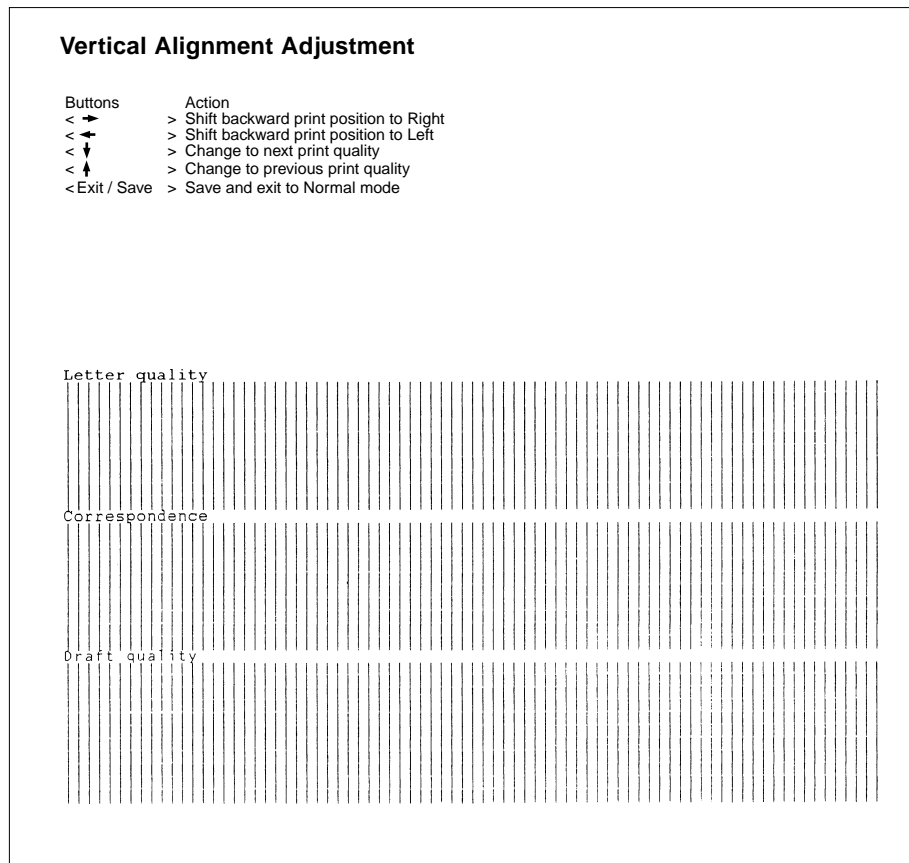 Vertical Alignment Adjustment
Buttons Action
< → > Shift backward print position to Right
< ← > Shift backward print position to Left
< ↓ > Change to next print quality
< ↑ > Change to previous print quality
<Exit / Save > Save and exit to Normal mode
Letter quality
Correspondence
Draft quality